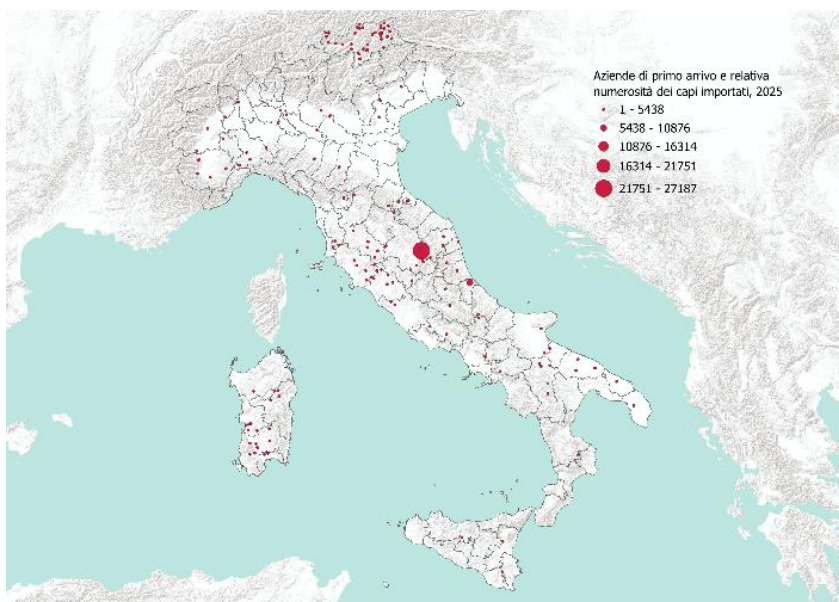 Aziende di primo arrivo e relativa
numerosità dei capi importati, 2025
1 - 5438
5438 - 10876
10876 - 16314
16314 - 21751
21751 - 27187